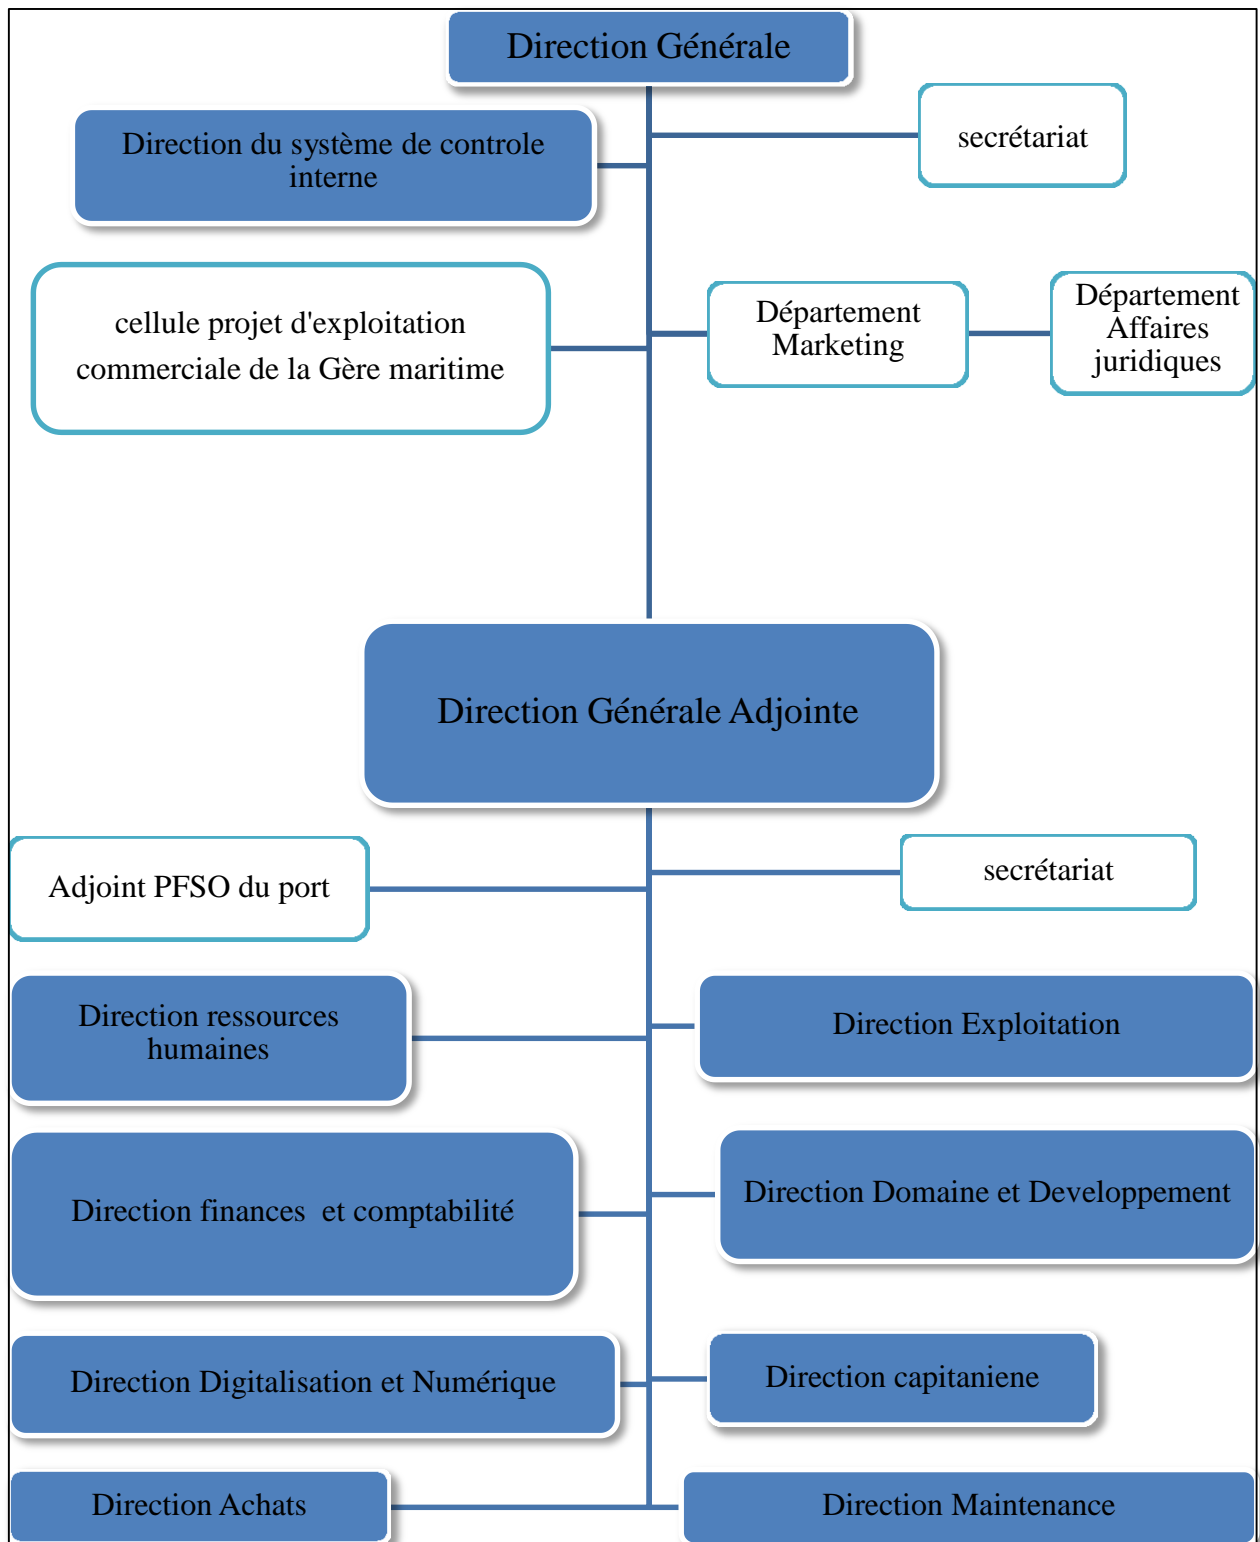 Direction Générale
Direction du système de controle
interne
secrétariat
cellule projet d'exploitation
commerciale de la Gère maritime
Département
Marketing
Département
Affaires
juridiques
Direction Générale Adjointe
Adjoint PFSO du port
secrétariat
Direction ressources
humaines
Direction Exploitation
Direction finances et comptabilité
Direction Domaine et Developpement
Direction Digitalisation et Numérique
Direction capitaniene
Direction Achats
Direction Maintenance